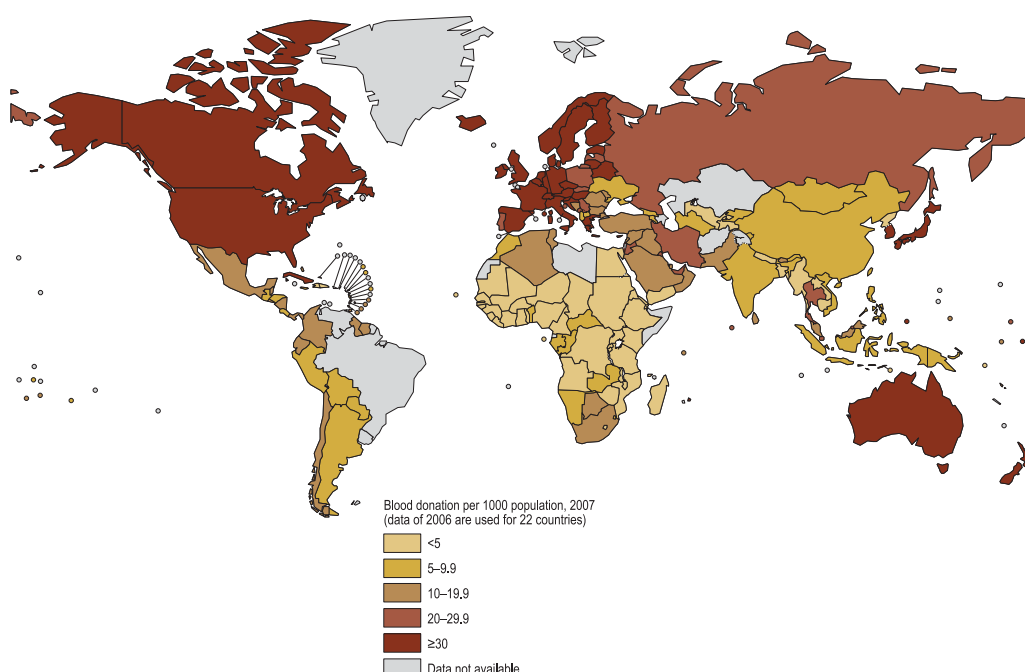 Blood donation per 1000 population, 2007
(data of 2006 are used for 22 countries)
<5
5–9.9
10–19.9
20–29.9
≥30
Data not available